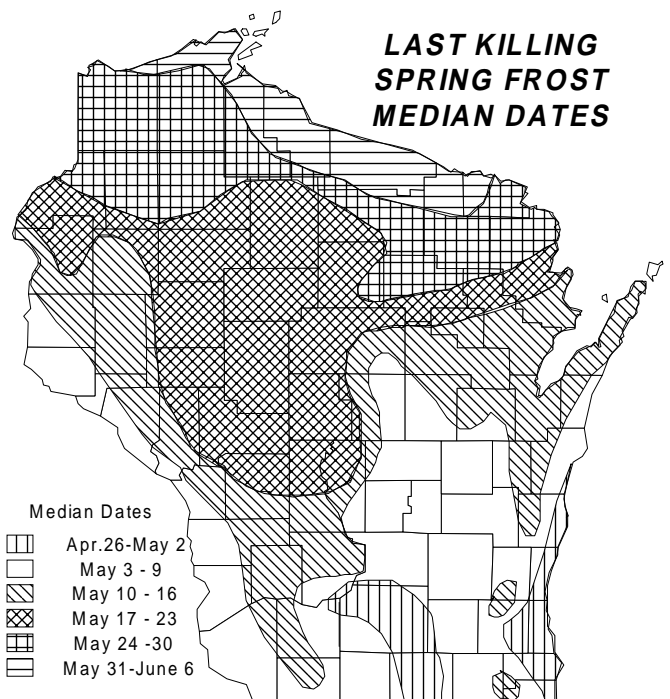 LAST KILLING
SPRING FROST
MEDIAN DATES
Median Dates
Apr.26-May 2
May 3 - 9
May 10 - 16
May 17 - 23
May 24 -30
May 31-June 6